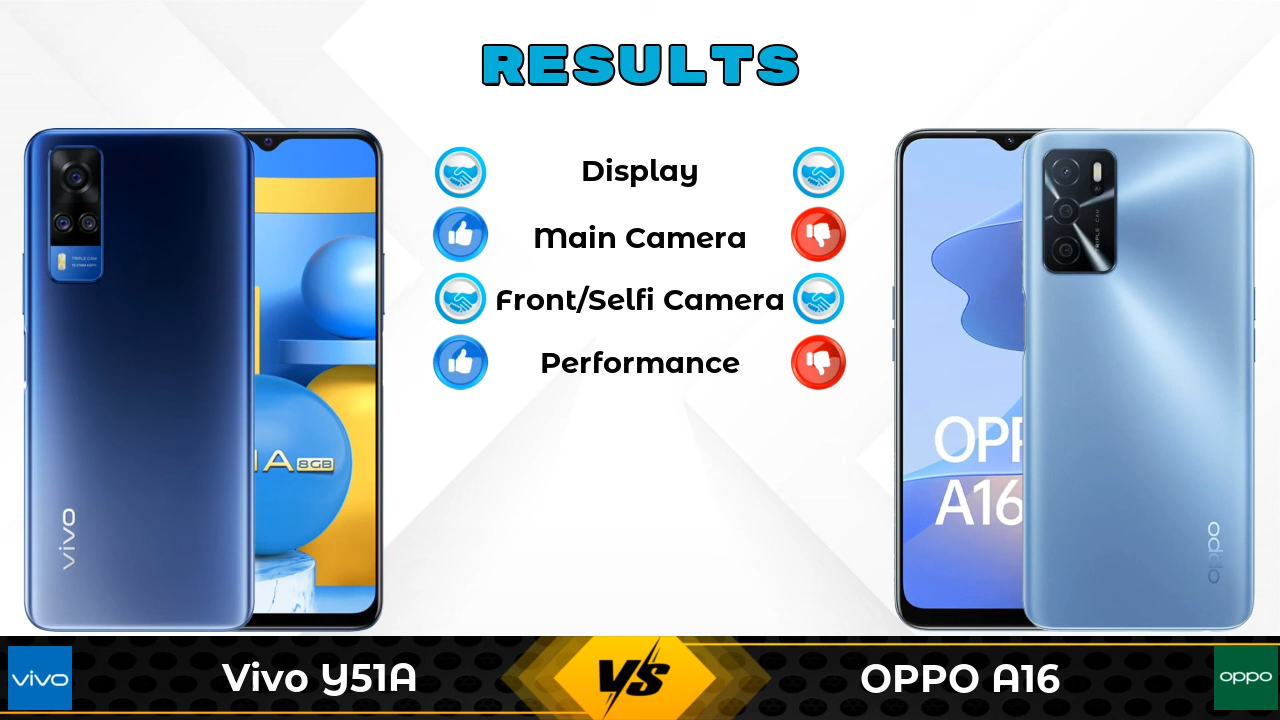 RESULTS
Display
Main Camera
Front/Selfi Camera
Performance
TRIPLE CAM
vivo
1A 8GB
OPP
A16
TRIPLE CAM
oppo
vivo
Vivo Y51A
VS
OPPO A16
oppo